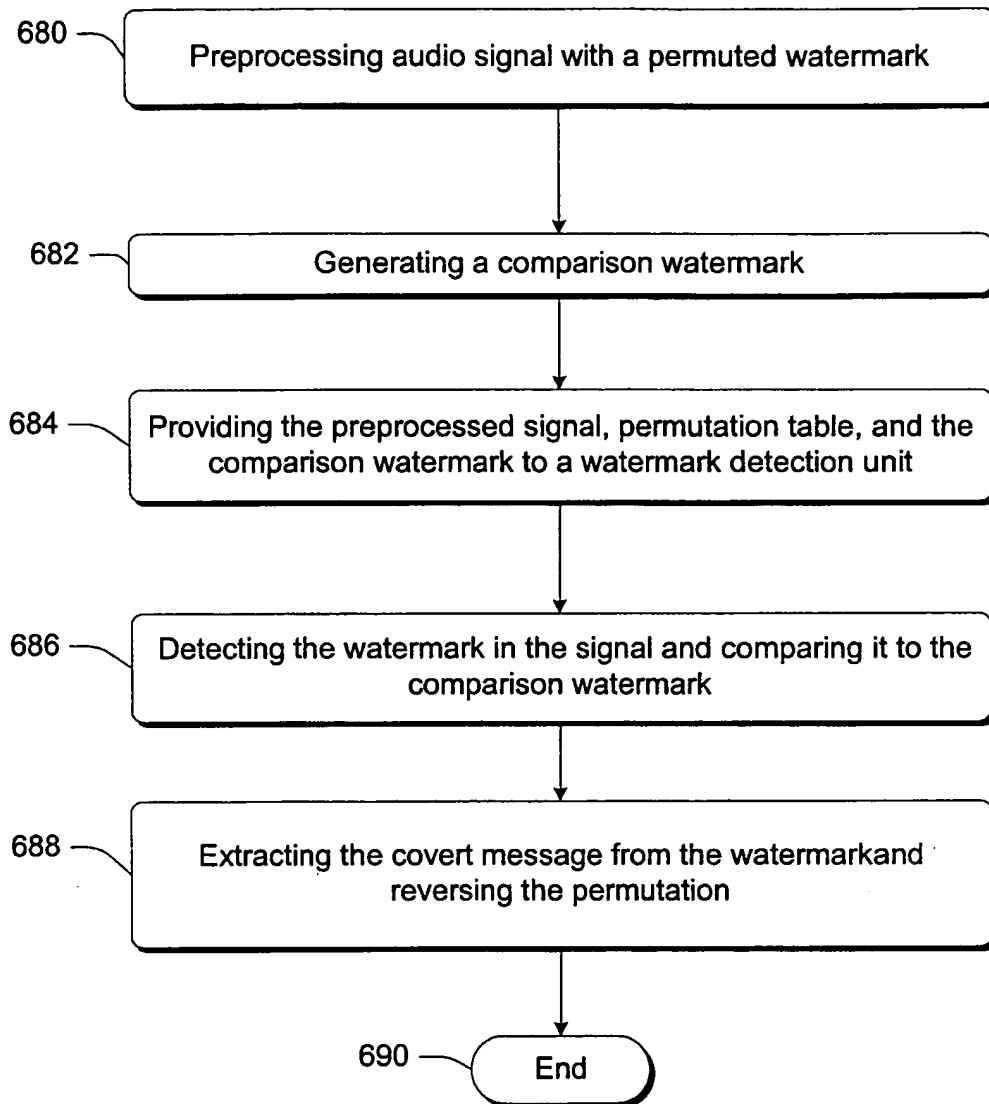 680
Preprocessing audio signal with a permuted watermark
682
Generating a comparison watermark
684
Providing the preprocessed signal, permutation table, and the
comparison watermark to a watermark detection unit
686
Detecting the watermark in the signal and comparing it to the
comparison watermark
688
Extracting the covert message from the watermarkand
reversing the permutation
690
End